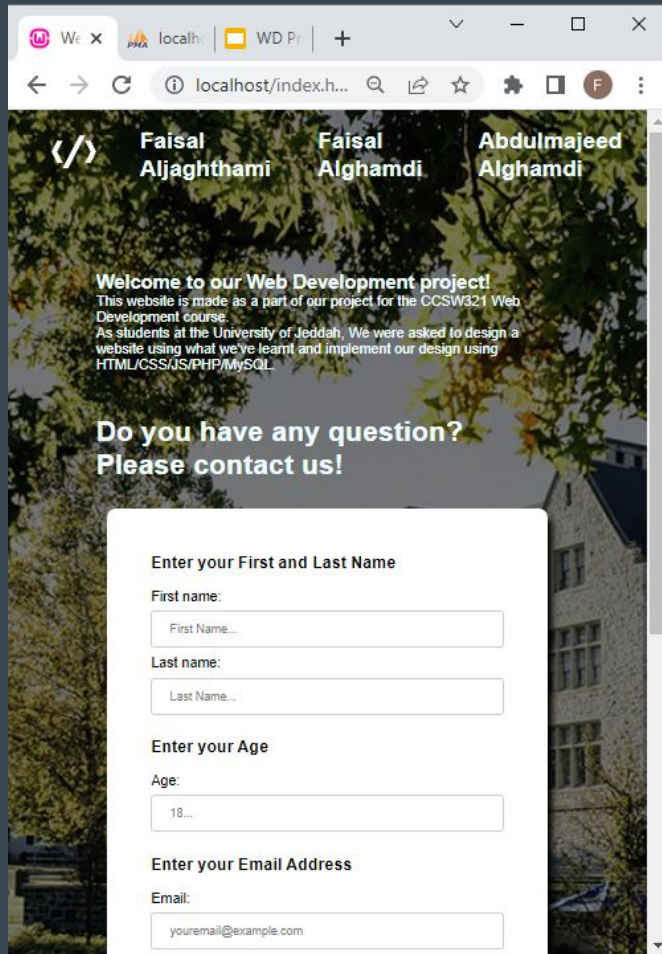 We
PMA
localh
WD Pr
localhost/index.h...
F
Faisal Aljaghthami
Faisal Alghamdi
Abdulmajeed Alghamdi
Welcome to our Web Development project!
This website is made as a part of our project for the CCSW321 Web
Development course.
As students at the University of Jeddah, We were asked to design a
website using what we've learnt and implement our design using
HTML/CSS/JS/PHP/MySQL.
Do you have any question?
Please contact us!
Enter your First and Last Name
First name:
First Name...
Last name:
Last Name...
Enter your Age
Age:
18...
Enter your Email Address
Email:
youremail@example.com